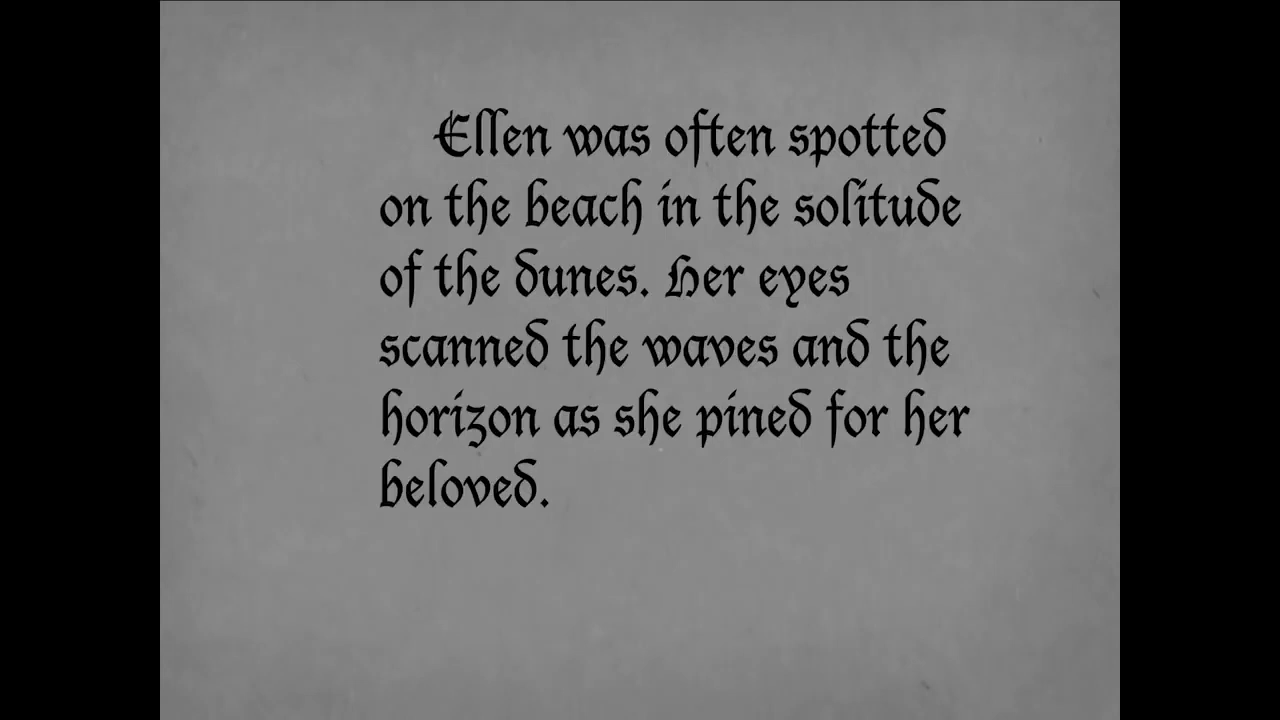 Ellen was often spotted
on the beach in the solitude
of the dunes. Her eyes
scanned the waves and the
horizon as she pined for her
beloved.